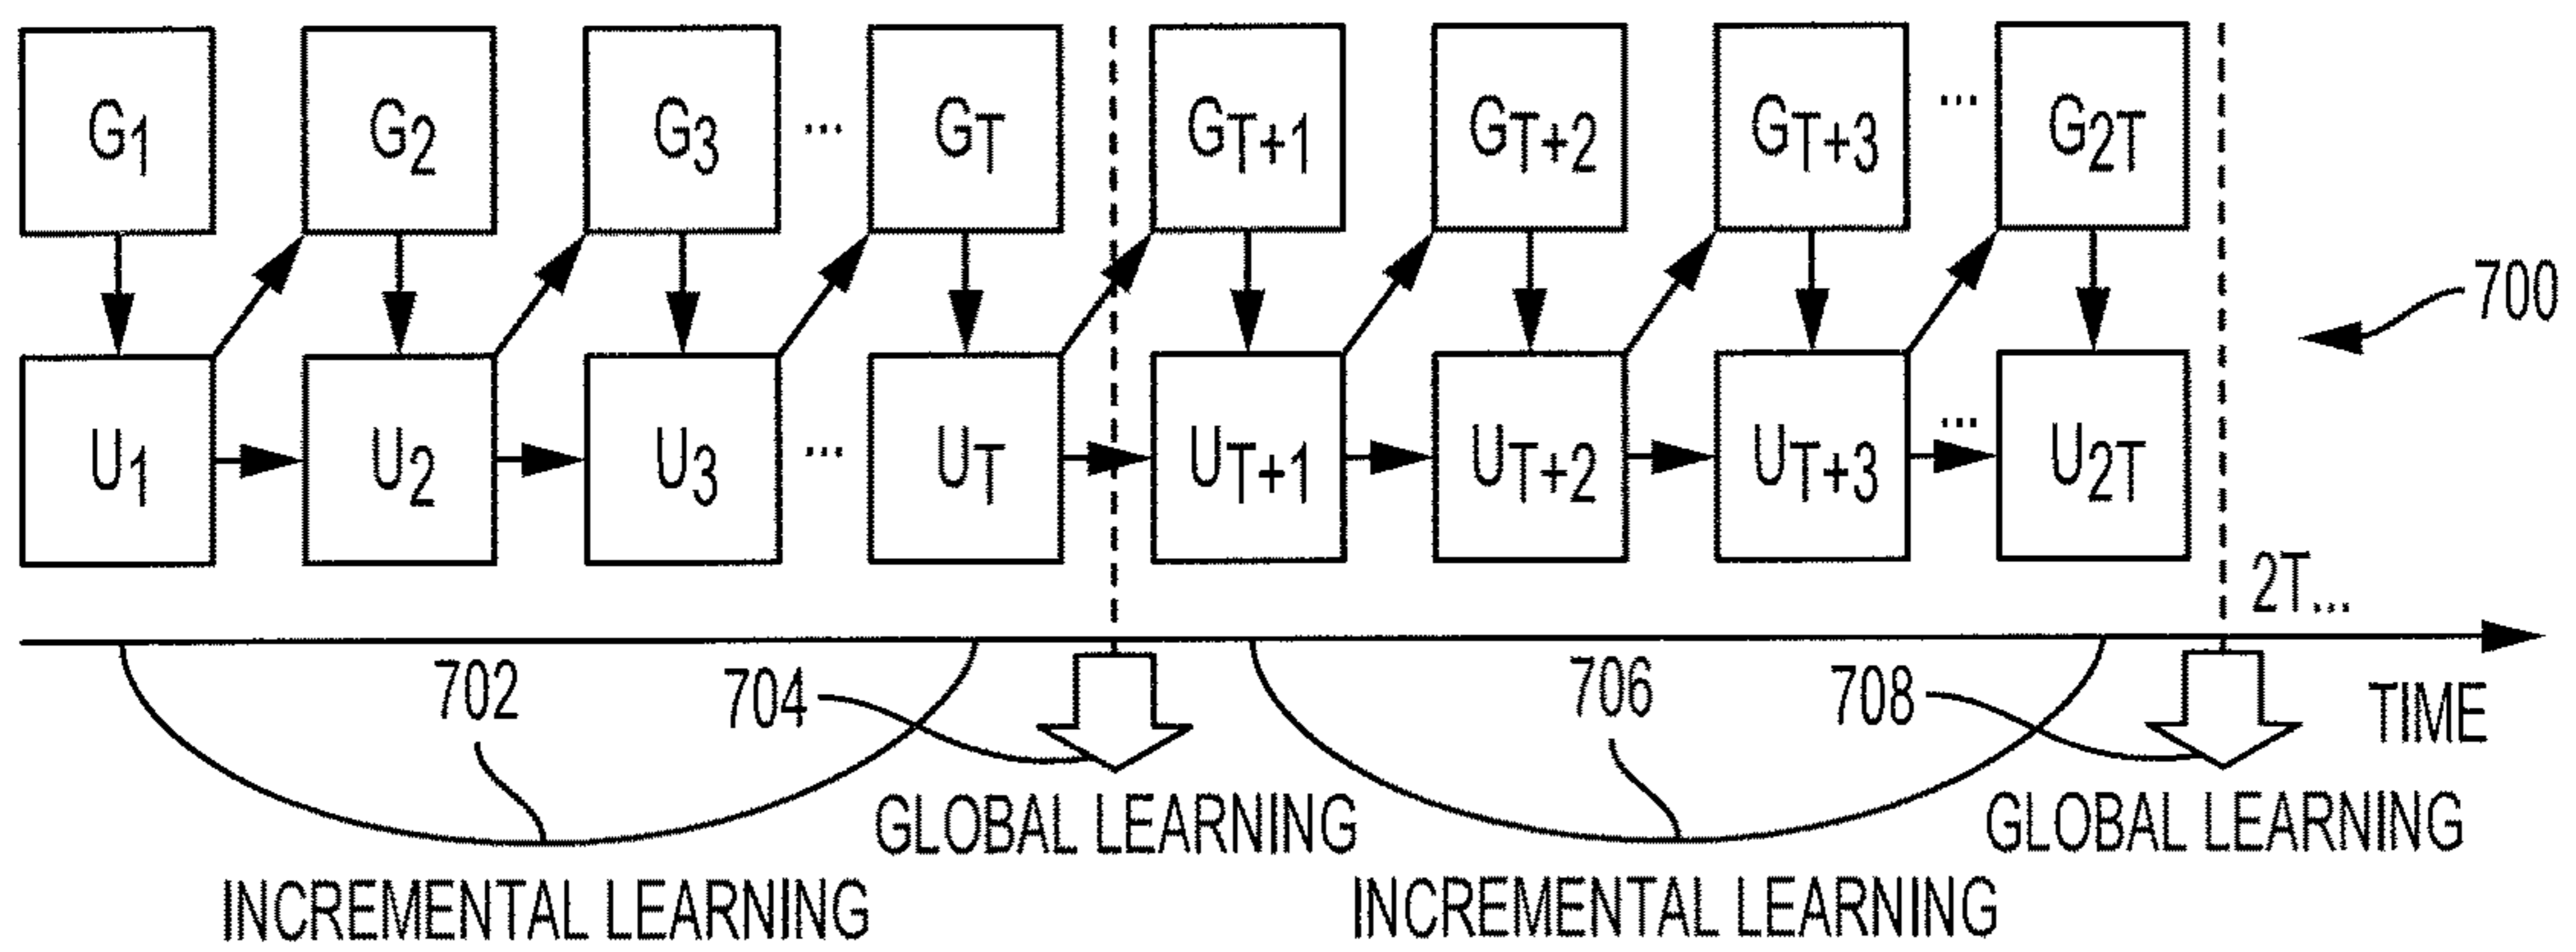 G1 G2 G3 ... GT GT+1 GT+2 GT+3 ... G2T
700
U1 U2 U3 ... UT UT+1 UT+2 UT+3 ... U2T
2T...
702 704 706 708 TIME
GLOBAL LEARNING GLOBAL LEARNING
INCREMENTAL LEARNING INCREMENTAL LEARNING